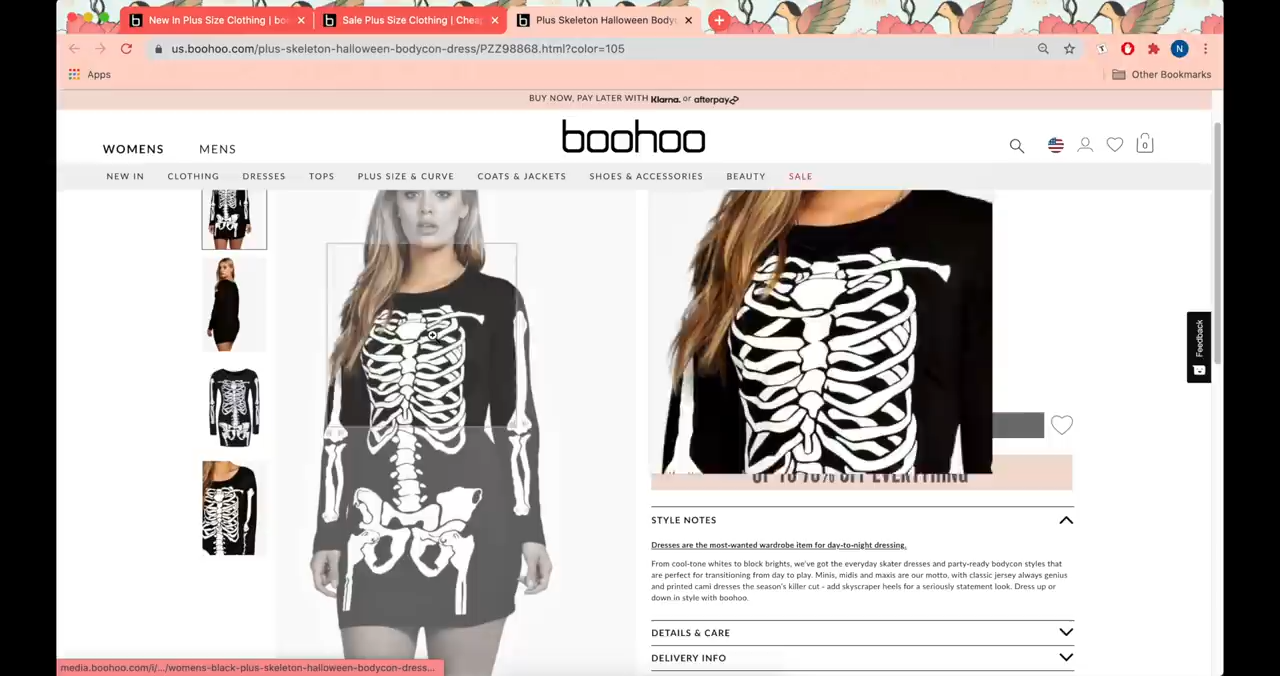 New In Plus Size Clothing | boo
Sale Plus Size Clothing | Chea
Plus Skeleton Halloween Body
us.boohoo.com/plus-skeleton-halloween-bodycon-dress/PZZ98868.html?color=105
N
Apps
Other Bookmarks
BUY NOW, PAY LATER WITH Klarna. or afterpay
WOMENS
MENS
boohoo
0
NEW IN
CLOTHING
DRESSES
TOPS
PLUS SIZE & CURVE
COATS & JACKETS
SHOES & ACCESSORIES
BEAUTY
SALE
Feedback
UP TO 70% OFF EVERYTHING
STYLE NOTES
Dresses are the most-wanted wardrobe item for day-to-night dressing.
From cool-tone whites to block brights, we've got the everyday skater dresses and party-ready bodycon styles that
are perfect for transitioning from day to play. Minis, midis and maxis are our motto, with classic jersey always genius
and printed cami dresses the season's killer cut - add skyscraper heels for a seriously statement look. Dress up or
down in style with boohoo.
DETAILS & CARE
DELIVERY INFO
media.boohoo.com/i/.../womens-black-plus-skeleton-halloween-bodycon-dress...